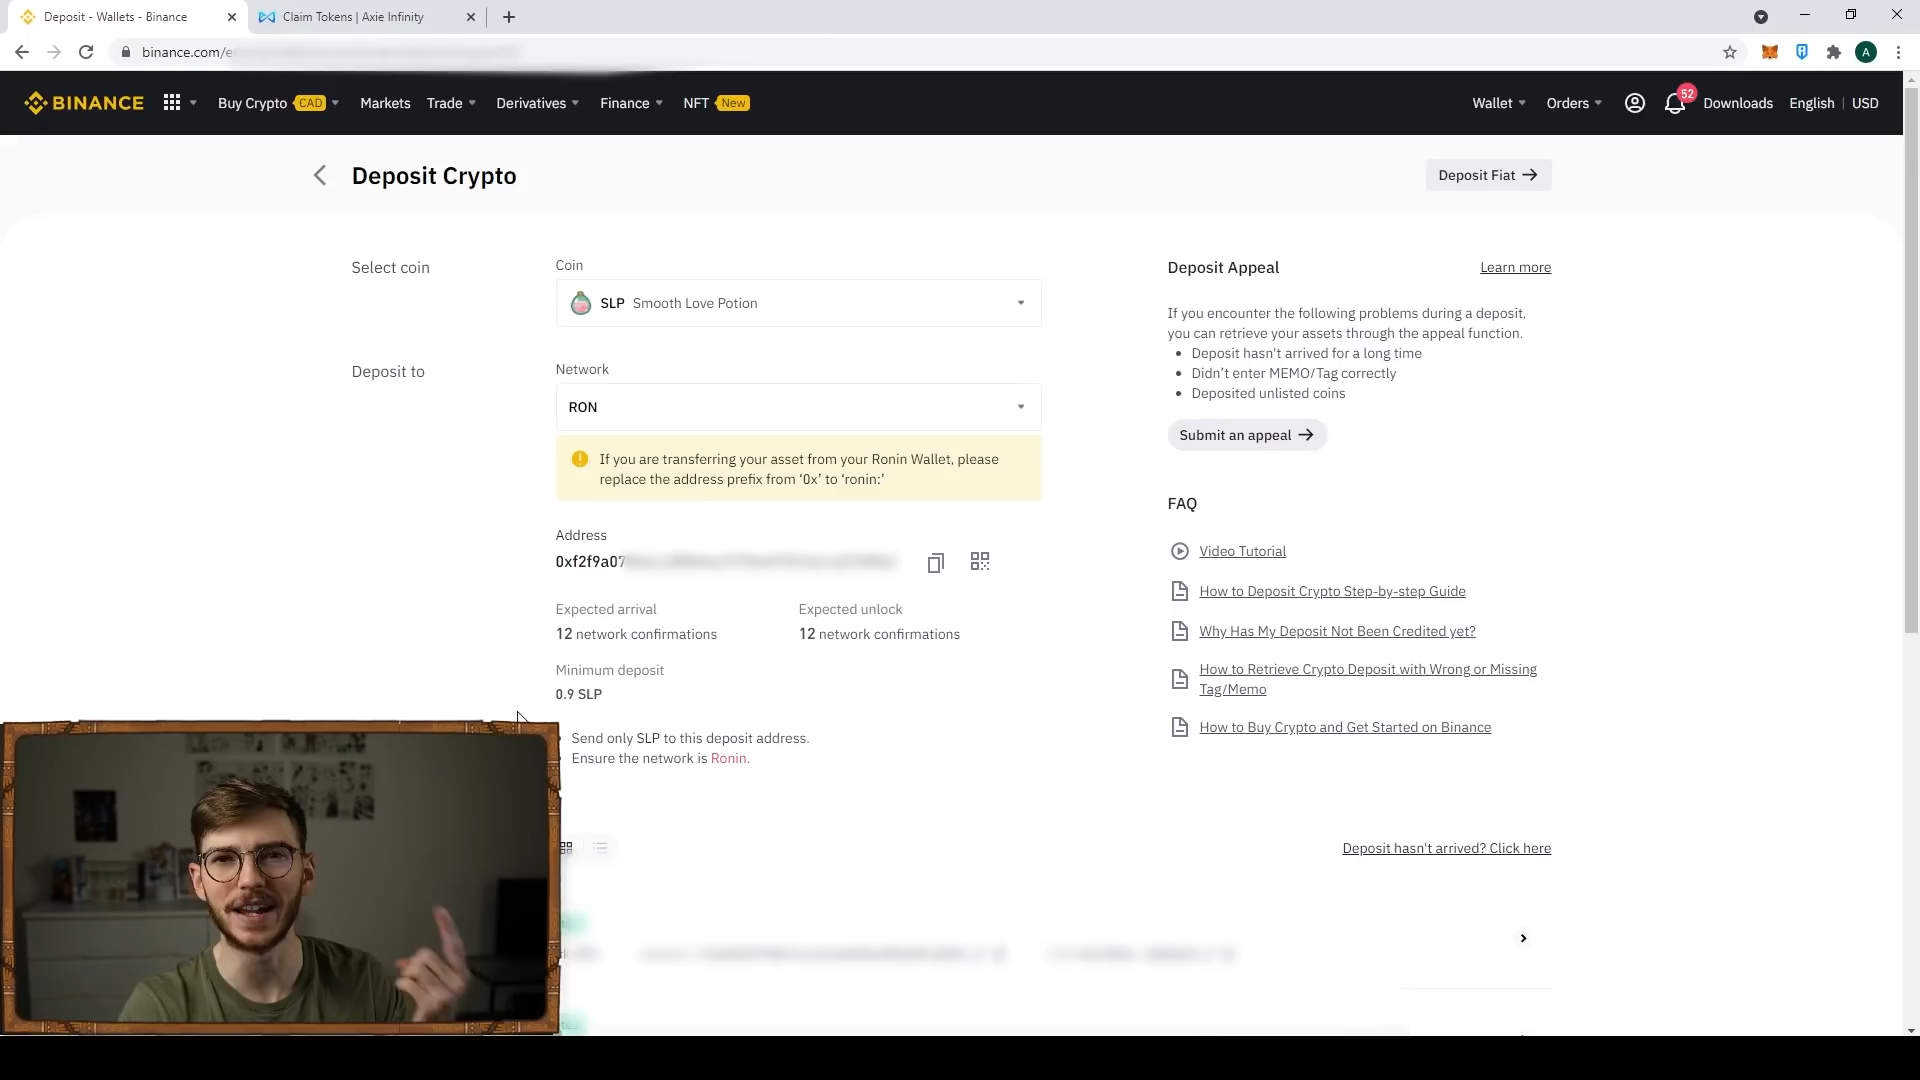 Deposit - Wallets - Binance
Claim Tokens | Axie Infinity
binance.com/e
A
BINANCE
Buy Crypto CAD
Markets
Trade
Derivatives
Finance
NFT New
Wallet
Orders
52
Downloads
English | USD
Deposit Crypto
Deposit Fiat →
Select coin
Coin
SLP Smooth Love Potion
Deposit to
Network
RON
If you are transferring your asset from your Ronin Wallet, please
replace the address prefix from ‘0x’ to ‘ronin:’
Address
0xf2f9a07
Expected arrival
12 network confirmations
Expected unlock
12 network confirmations
Minimum deposit
0.9 SLP
Send only SLP to this deposit address.
Ensure the network is Ronin.
Deposit Appeal
Learn more
If you encounter the following problems during a deposit,
you can retrieve your assets through the appeal function.
• Deposit hasn't arrived for a long time
• Didn’t enter MEMO/Tag correctly
• Deposited unlisted coins
Submit an appeal →
FAQ
Video Tutorial
How to Deposit Crypto Step-by-step Guide
Why Has My Deposit Not Been Credited yet?
How to Retrieve Crypto Deposit with Wrong or Missing
Tag/Memo
How to Buy Crypto and Get Started on Binance
Deposit hasn't arrived? Click here